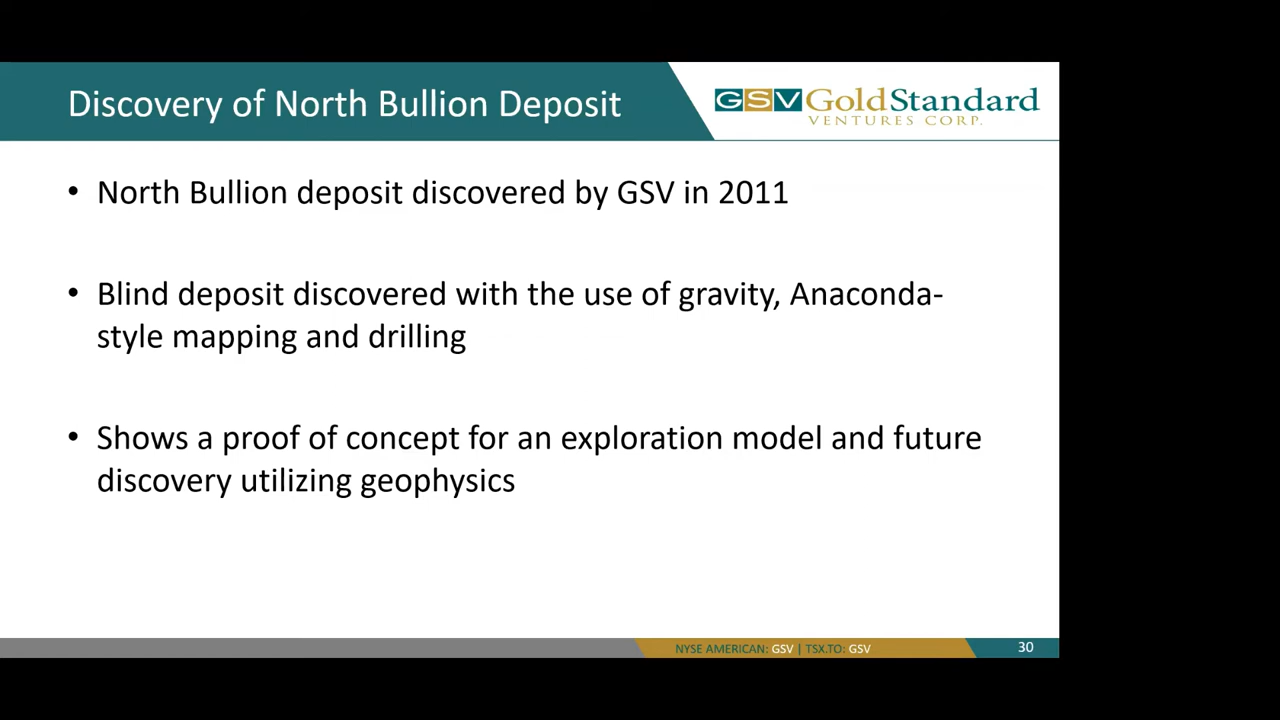 Discovery of North Bullion Deposit
GSV GoldStandard
VENTURES CORP.
• North Bullion deposit discovered by GSV in 2011
• Blind deposit discovered with the use of gravity, Anaconda-
style mapping and drilling
• Shows a proof of concept for an exploration model and future
discovery utilizing geophysics
NYSE AMERICAN: GSV | TSX.TO: GSV
30